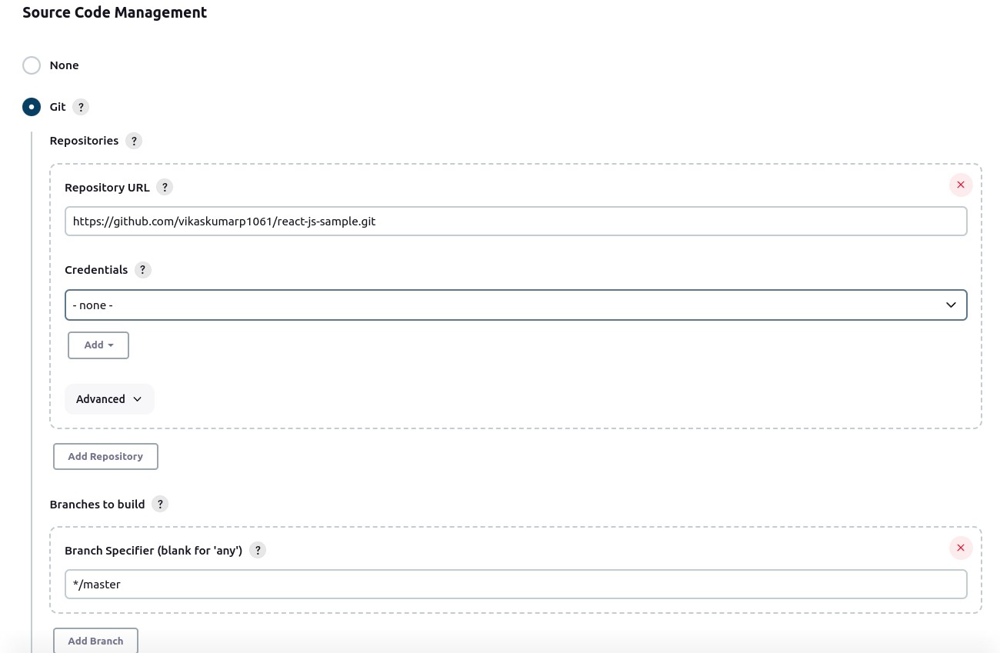 Source Code Management
None
Git ?
Repositories ?
Repository URL ?
https://github.com/vikaskumarp1061/react-js-sample.git
Credentials ?
- none -
Add
Advanced
Add Repository
Branches to build ?
Branch Specifier (blank for 'any') ?
*/master
Add Branch